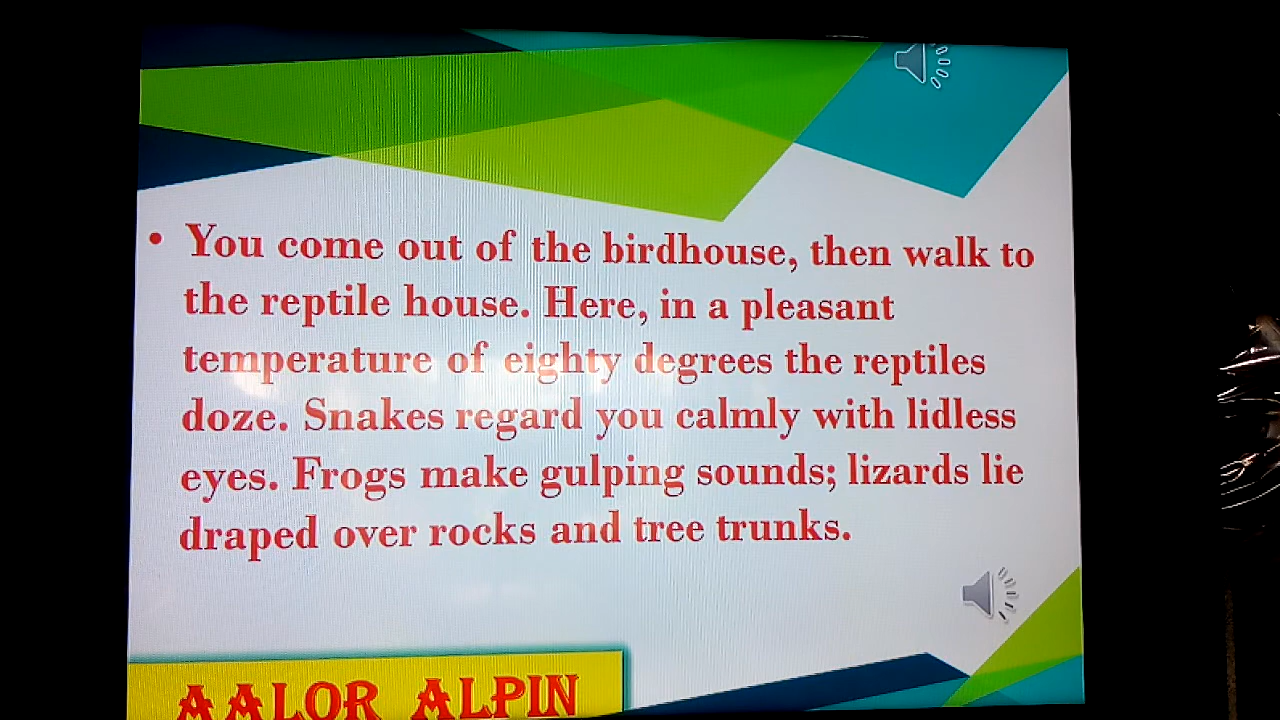 • You come out of the birdhouse, then walk to
the reptile house. Here, in a pleasant
temperature of eighty degrees the reptiles
doze. Snakes regard you calmly with lidless
eyes. Frogs make gulping sounds; lizards lie
draped over rocks and tree trunks.
AALOR ALPIN